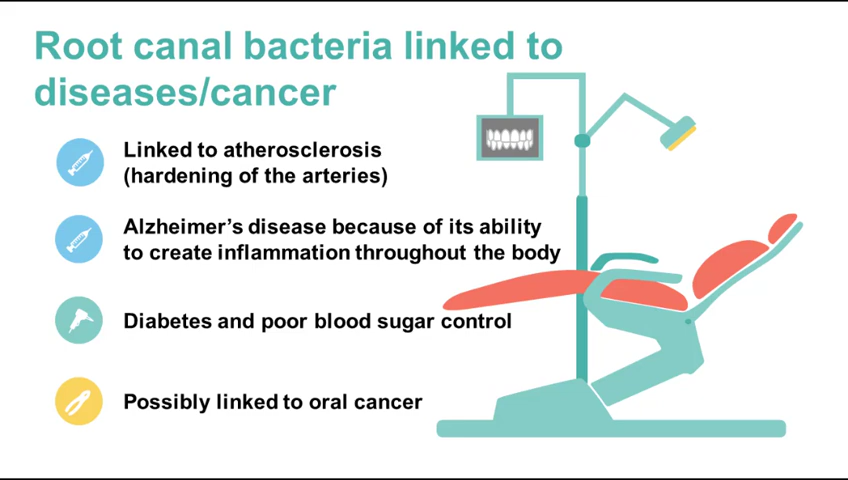 Root canal bacteria linked to
diseases/cancer
Linked to atherosclerosis
(hardening of the arteries)
Alzheimer’s disease because of its ability
to create inflammation throughout the body
Diabetes and poor blood sugar control
Possibly linked to oral cancer